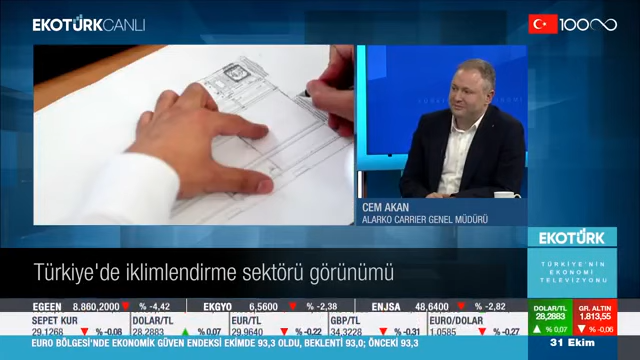 EKOTÜRK CANLI
100
CEM AKAN
ALARKO CARRIER GENEL MÜDÜRÜ
EKOTÜRK
TÜRKİYE'NİN
EKONOMİ
TELEVİZYONU
Türkiye'de iklimlendirme sektörü görünümü
EGEEN 8.860,2000 % -4,42 EKGYO 6,5600 % -2,38 ENJSA 48,6400 % -2,82
SEPET KUR DOLAR/TL EUR/TL GBP/TL EURO/DOLAR
29,1268 % -0,08 28,2883 % 0,07 29,9640 % -0,22 34,3228 % -0,31 1,0585 % -0,27
DOLAR/TL GR. ALTIN
28,2883 1.813,55
% 0,07 % -0,06
EURO BÖLGESİ'NDE EKONOMİK GÜVEN ENDEKSİ EKİMDE 93,3 OLDU, BEKLENTİ 93,0; ÖNCEKİ 93,3
31 Ekim